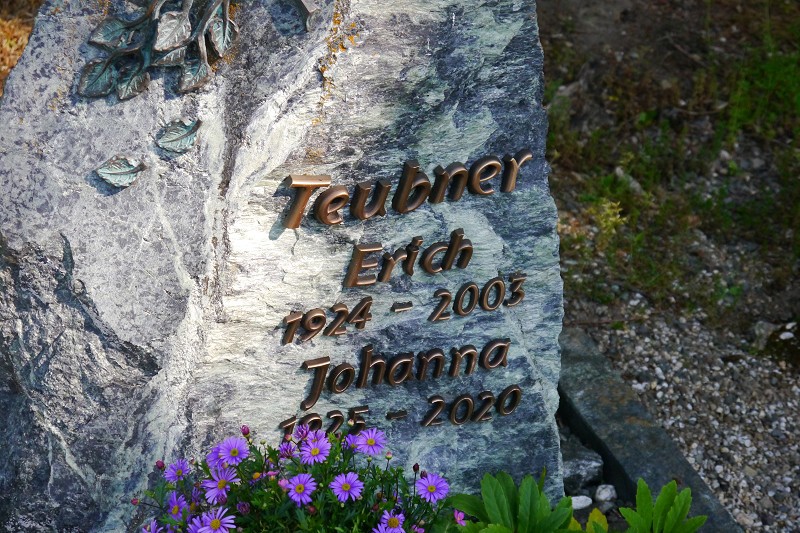 Teubner
Erich
1924 - 2003
Johanna
1925 - 2020